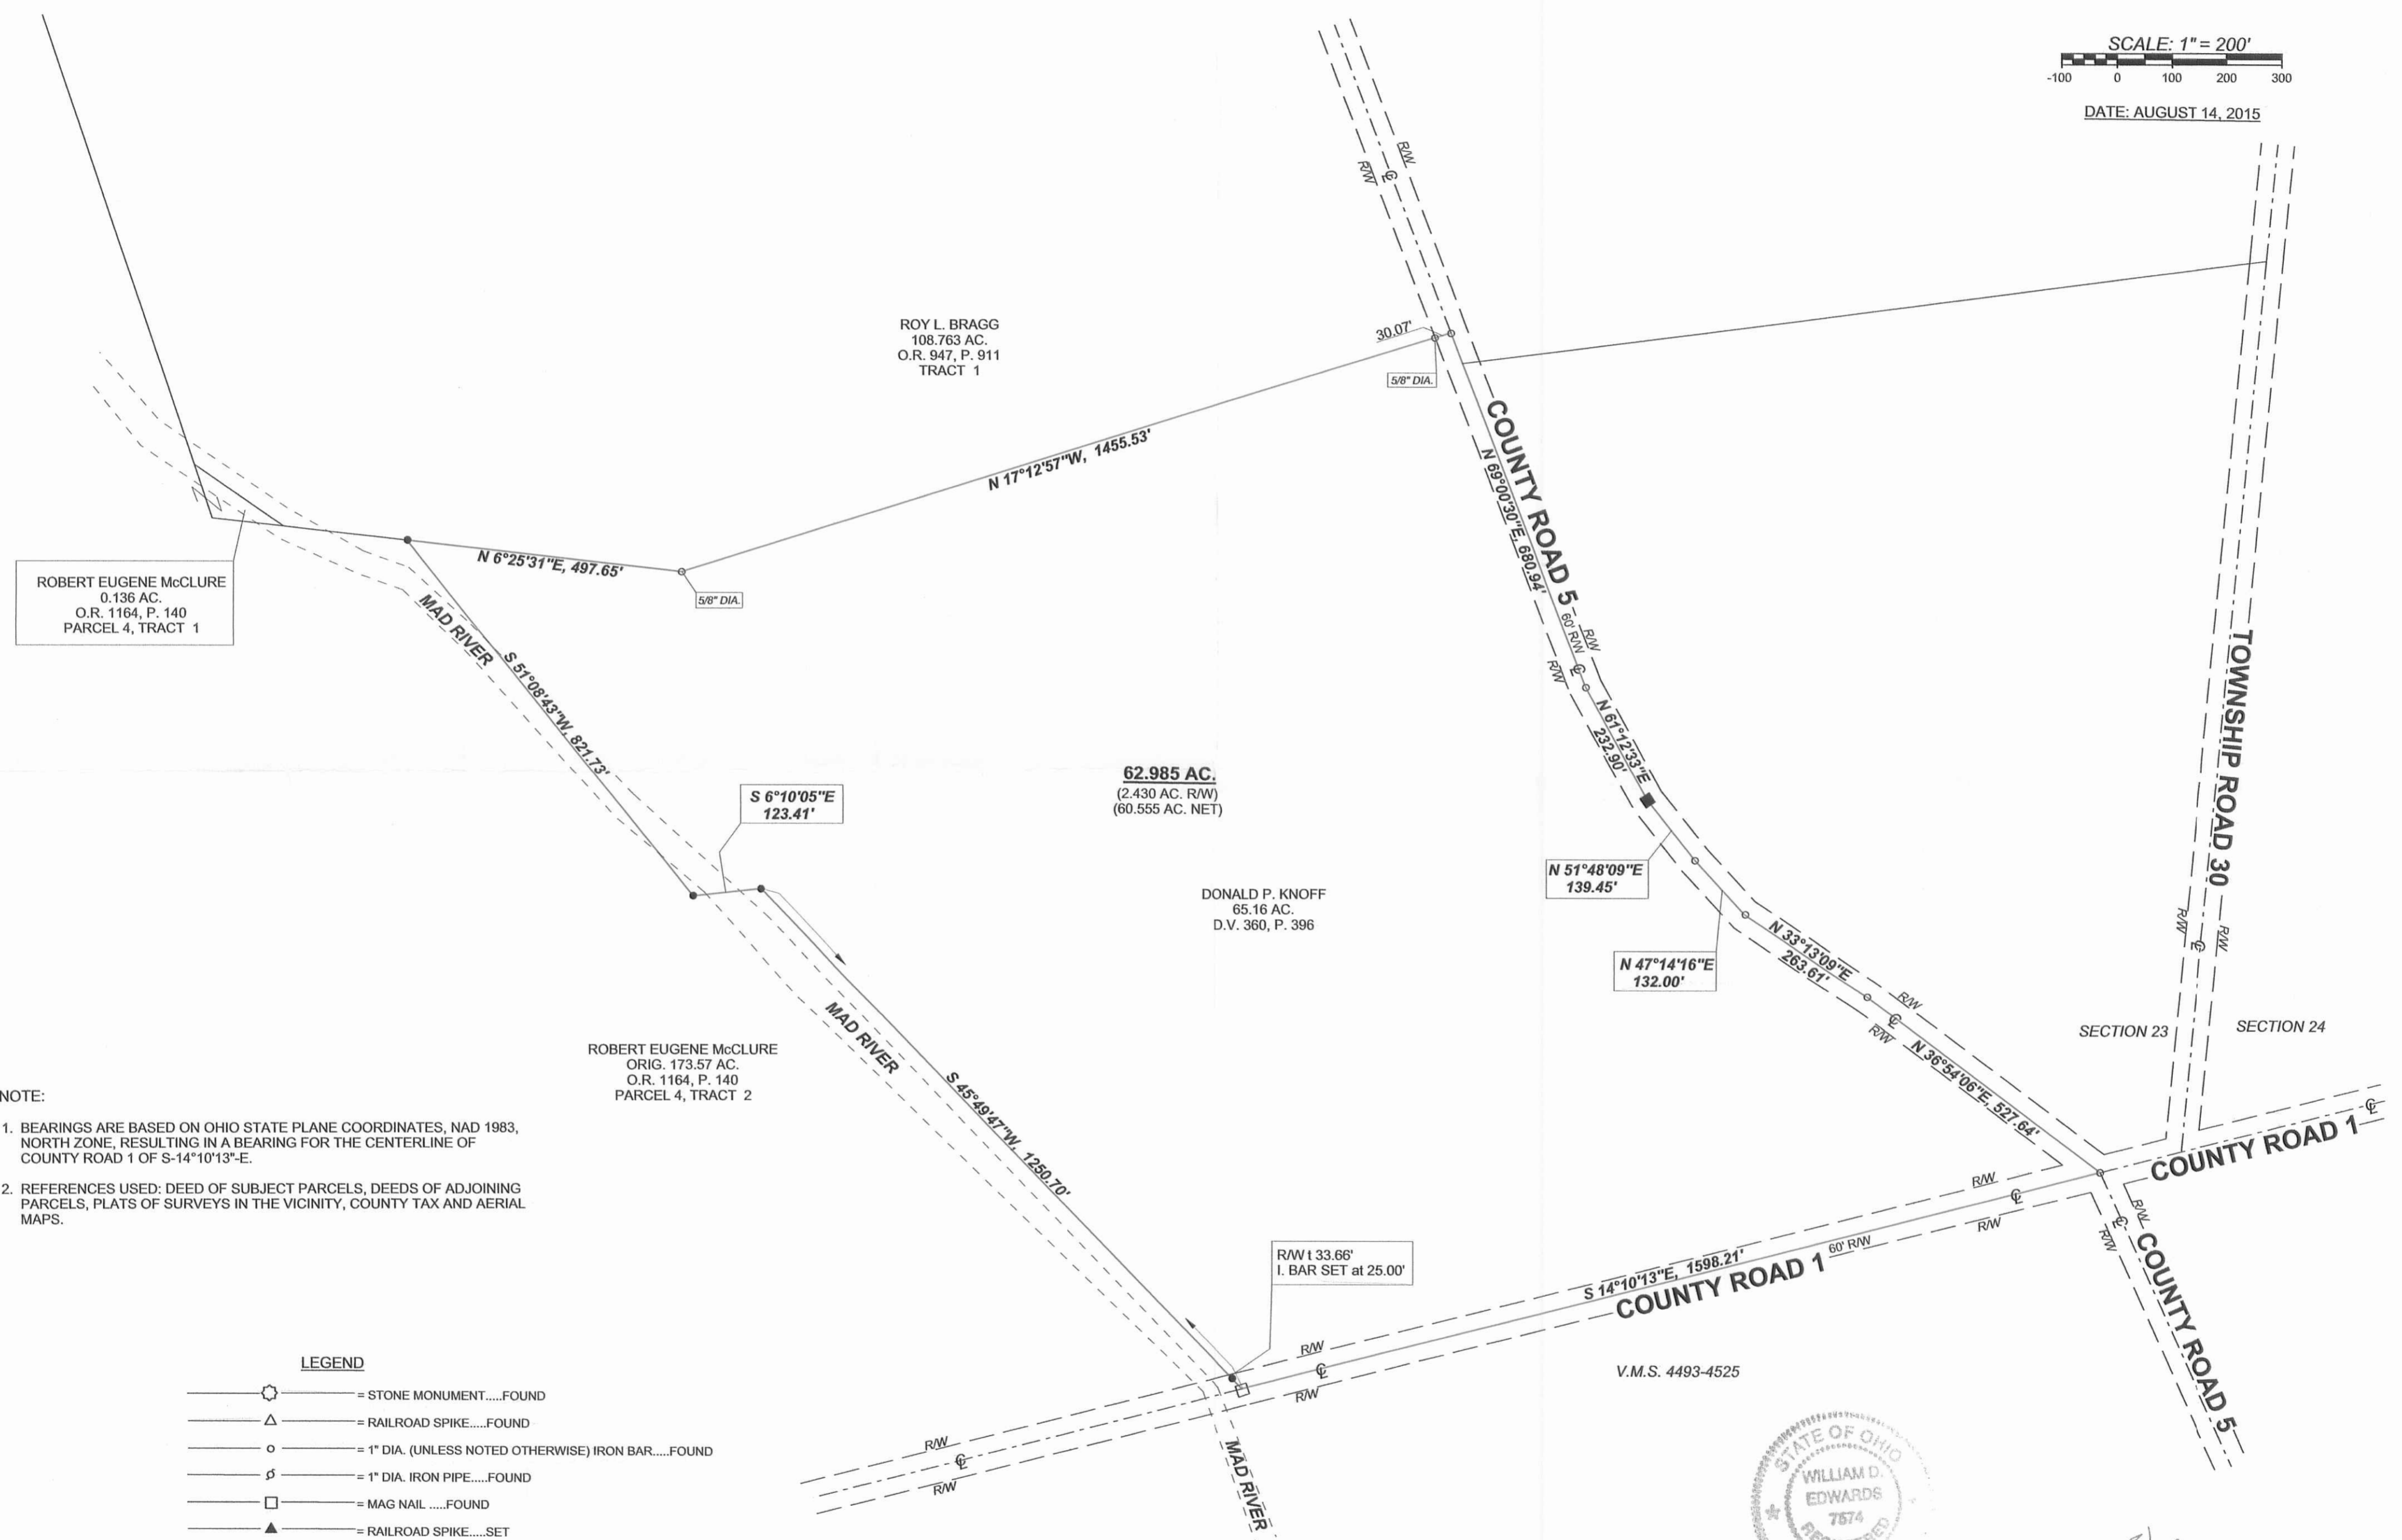 SCALE: 1" = 200'
-100 0 100 200 300
DATE: AUGUST 14, 2015
R/W
R/W
ROY L. BRAGG
108.763 AC.
O.R. 947, P. 911
TRACT 1
30.07'
5/8" DIA.
N 17°12'57"W, 1455.53'
COUNTY ROAD 5
N 69°00'30"E, 680.94'
60' R/W
R/W
R/W
N 6°25'31"E, 497.65'
5/8" DIA.
ROBERT EUGENE McCLURE
0.136 AC.
O.R. 1164, P. 140
PARCEL 4, TRACT 1
MAD RIVER
S 51°08'43"W, 821.73'
TOWNSHIP ROAD 30
N 61°12'33"E
232.90'
S 6°10'05"E
123.41'
62.985 AC.
(2.430 AC. R/W)
(60.555 AC. NET)
DONALD P. KNOFF
65.16 AC.
D.V. 360, P. 396
N 51°48'09"E
139.45'
N 47°14'16"E
132.00'
N 33°13'09"E
263.61'
R/W
R/W
R/W
R/W
SECTION 23
SECTION 24
N 36°54'06"E, 527.64'
MAD RIVER
ROBERT EUGENE McCLURE
ORIG. 173.57 AC.
O.R. 1164, P. 140
PARCEL 4, TRACT 2
S 45°49'47"W, 1250.70'
NOTE:
1. BEARINGS ARE BASED ON OHIO STATE PLANE COORDINATES, NAD 1983,
NORTH ZONE, RESULTING IN A BEARING FOR THE CENTERLINE OF
COUNTY ROAD 1 OF S-14°10'13"-E.
2. REFERENCES USED: DEED OF SUBJECT PARCELS, DEEDS OF ADJOINING
PARCELS, PLATS OF SURVEYS IN THE VICINITY, COUNTY TAX AND AERIAL
MAPS.
COUNTY ROAD 1
R/W
R/W
R/W
R/W
COUNTY ROAD 5
R/W t 33.66'
I. BAR SET at 25.00'
S 14°10'13"E, 1598.21'
COUNTY ROAD 1
60' R/W
R/W
R/W
V.M.S. 4493-4525
R/W
R/W
MAD RIVER
LEGEND
= STONE MONUMENT.....FOUND
= RAILROAD SPIKE.....FOUND
= 1" DIA. (UNLESS NOTED OTHERWISE) IRON BAR.....FOUND
= 1" DIA. IRON PIPE.....FOUND
= MAG NAIL .....FOUND
= RAILROAD SPIKE.....SET
STATE OF OHIO
WILLIAM D.
EDWARDS
7574